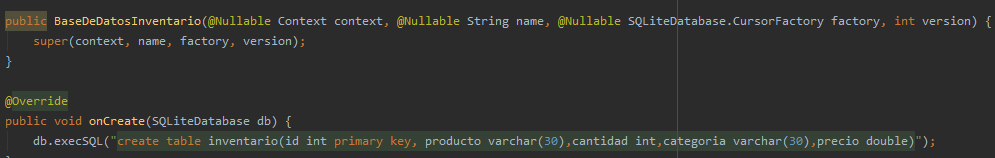 public BaseDeDatosInventario(@Nullable Context context, @Nullable String name, @Nullable SQLiteDatabase.CursorFactory factory, int version) {
super(context, name, factory, version);
}
@Override
public void onCreate(SQLiteDatabase db) {
db.execSQL("create table inventario(id int primary key, producto varchar(30),cantidad int,categoria varchar(30),precio double)");
}